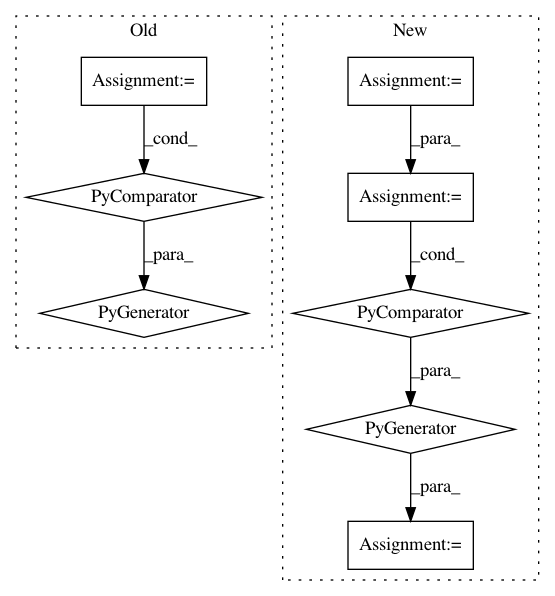 Old
Assignment:=
_cond_
PyComparator
_para_
PyGenerator
New
Assignment:=
_para_
Assignment:=
_cond_
PyComparator
_para_
PyGenerator
_para_
Assignment:=